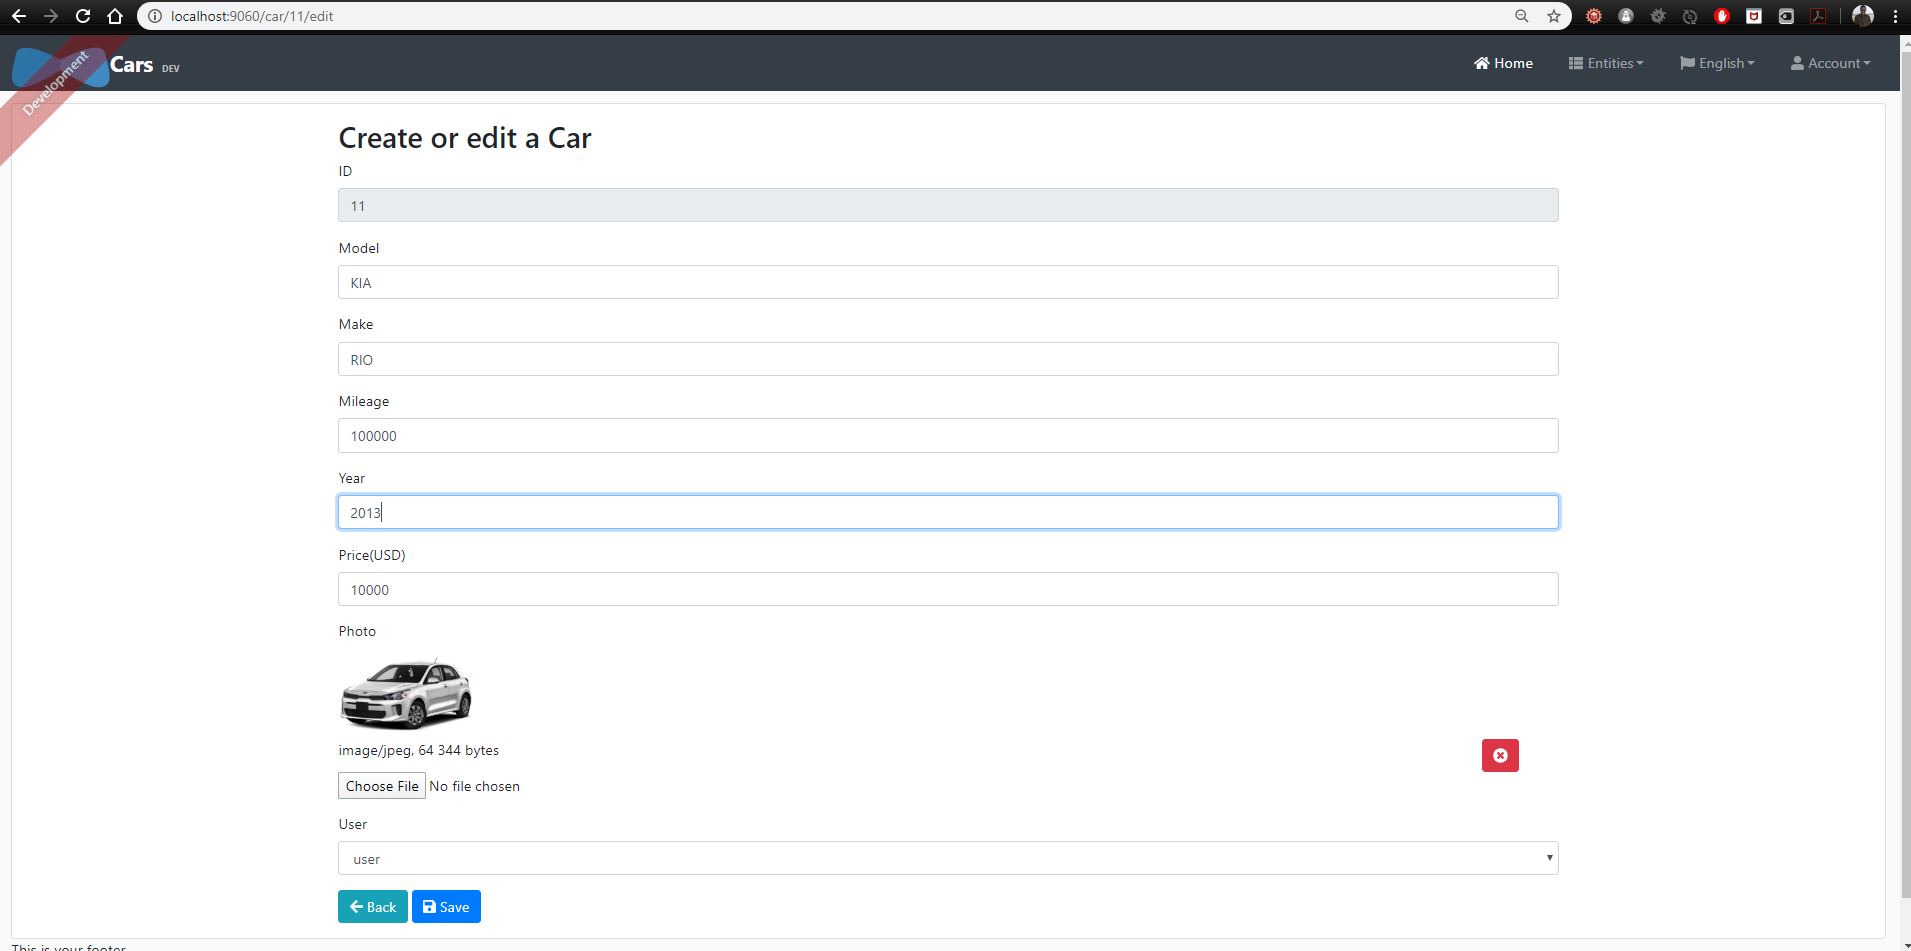 localhost:9060/car/11/edit
Development
Cars DEV
Home Entities English Account
Create or edit a Car
ID
11
Model
KIA
Make
RIO
Mileage
100000
Year
2013
Price(USD)
10000
Photo
image/jpeg, 64 344 bytes
Choose File No file chosen
User
user
Back Save
This is your footer